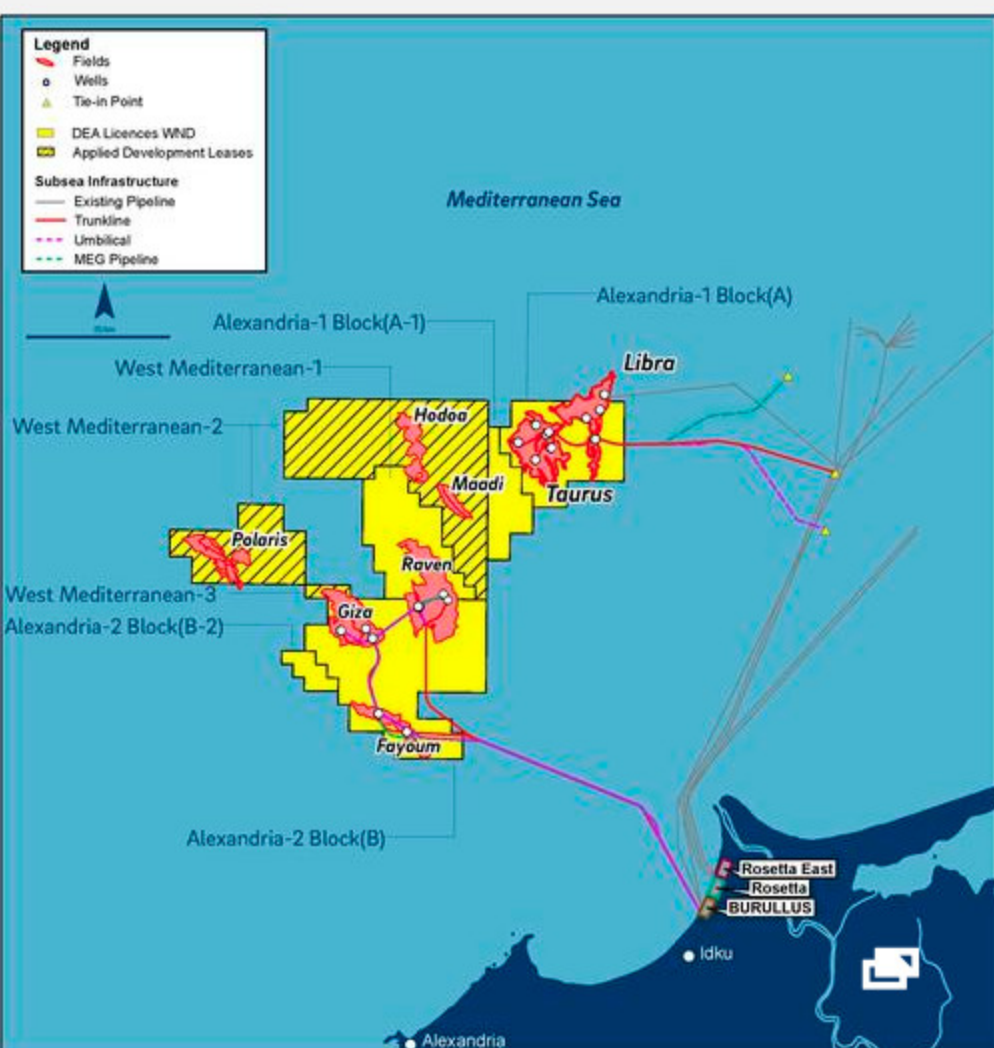 Legend
Fields
Wells
Tie-in Point
DEA Licences WND
Applied Development Leases
Subsea Infrastructure
Existing Pipeline
Trunkline
Umbilical
MEG Pipeline
Mediterranean Sea
Alexandria-1 Block(A)
Alexandria-1 Block(A-1)
West Mediterranean-1
Libra
West Mediterranean-2
Hodoa
Maadi
Taurus
Polaris
Raven
West Mediterranean-3
Giza
Alexandria-2 Block(B-2)
Fayoum
Alexandria-2 Block(B)
Rosetta East
Rosetta
BURULLUS
Idku
Alexandria